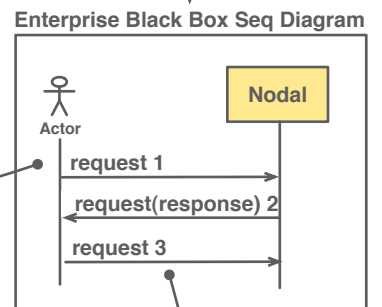 Enterprise Black Box Seq Diagram
Nodal
Actor
request 1
request(response) 2
request 3